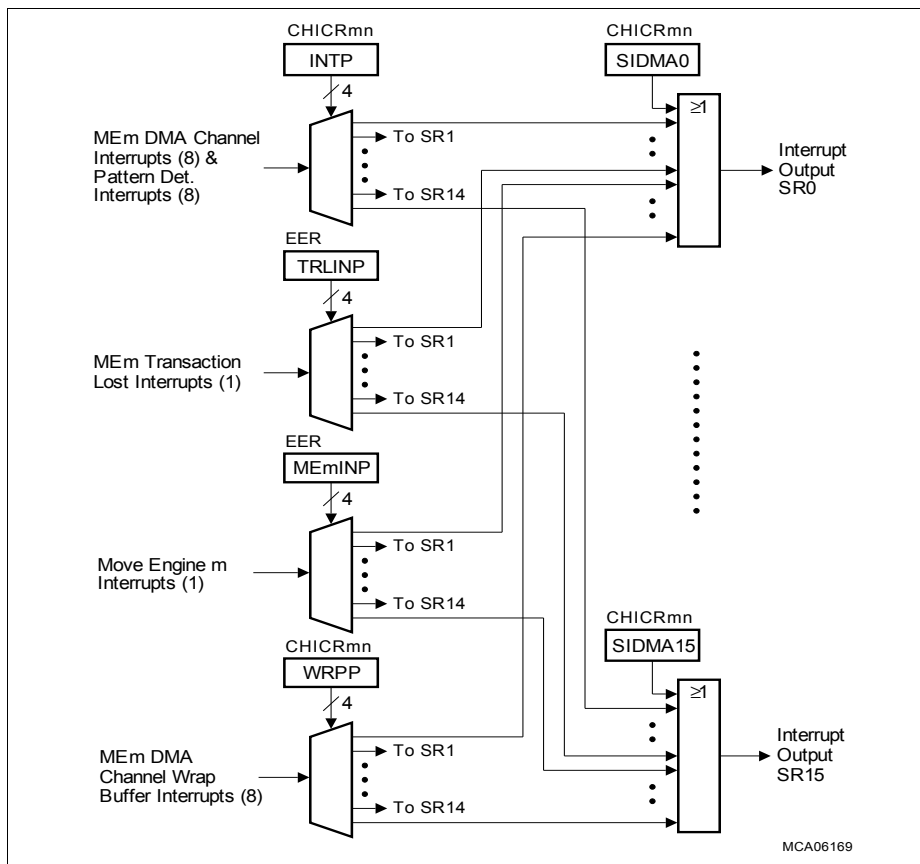 CHICRmn
INTP
4
MEm DMA Channel
Interrupts (8) &
Pattern Det.
Interrupts (8)
To SR1
To SR14
EER
TRLINP
4
MEm Transaction
Lost Interrupts (1)
To SR1
To SR14
EER
MEmINP
4
Move Engine m
Interrupts (1)
To SR1
To SR14
CHICRmn
WRPP
4
MEm DMA
Channel Wrap
Buffer Interrupts (8)
To SR1
To SR14
CHICRmn
SIDMA0
≥1
Interrupt
Output
SR0
CHICRmn
SIDMA15
≥1
Interrupt
Output
SR15
MCA06169